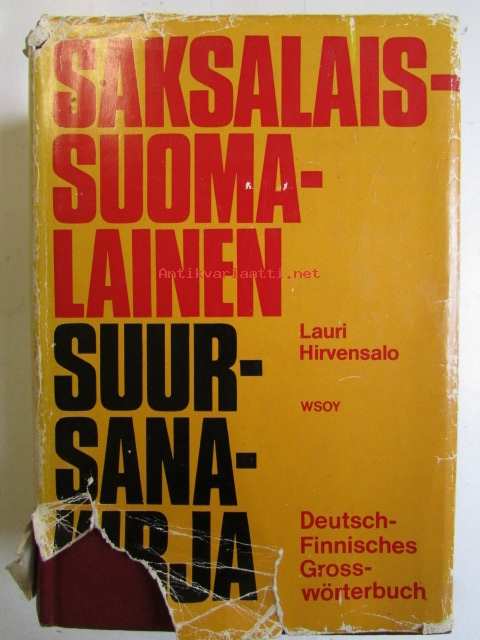 SAKSALAIS-
SUOMA-
LAINEN
Antikvariaatti.net
SUUR-
SANA-
KIRJA
Lauri
Hirvensalo
WSOY
Deutsch-
Finnisches
Gross-
wörterbuch